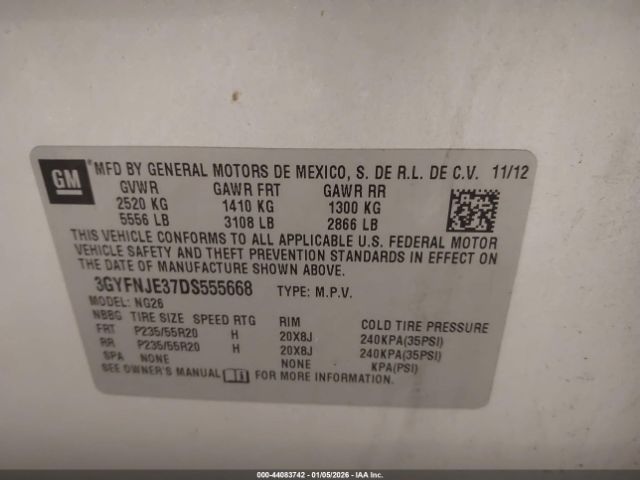 GM ® MFD BY GENERAL MOTORS DE MEXICO, S. DE R.L. DE C.V. 11/12
GVWR GAWR FRT GAWR RR
2520 KG 1410 KG 1300 KG
5556 LB 3108 LB 2866 LB
THIS VEHICLE CONFORMS TO ALL APPLICABLE U.S. FEDERAL MOTOR
VEHICLE SAFETY AND THEFT PREVENTION STANDARDS IN EFFECT ON
THE DATE OF MANUFACTURE SHOWN ABOVE.
3GYFNJE37DS555668 TYPE: M.P.V.
MODEL: NG26
NBBG TIRE SIZE SPEED RTG RIM COLD TIRE PRESSURE
FRT P235/55R20 H 20X8J 240KPA(35PSI)
RR P235/55R20 H 20X8J 240KPA(35PSI)
SPA NONE NONE KPA(PSI)
SEE OWNER'S MANUAL FOR MORE INFORMATION.
000-44083742 - 01/05/2026 - COPYRIGHT IAA, LLC.